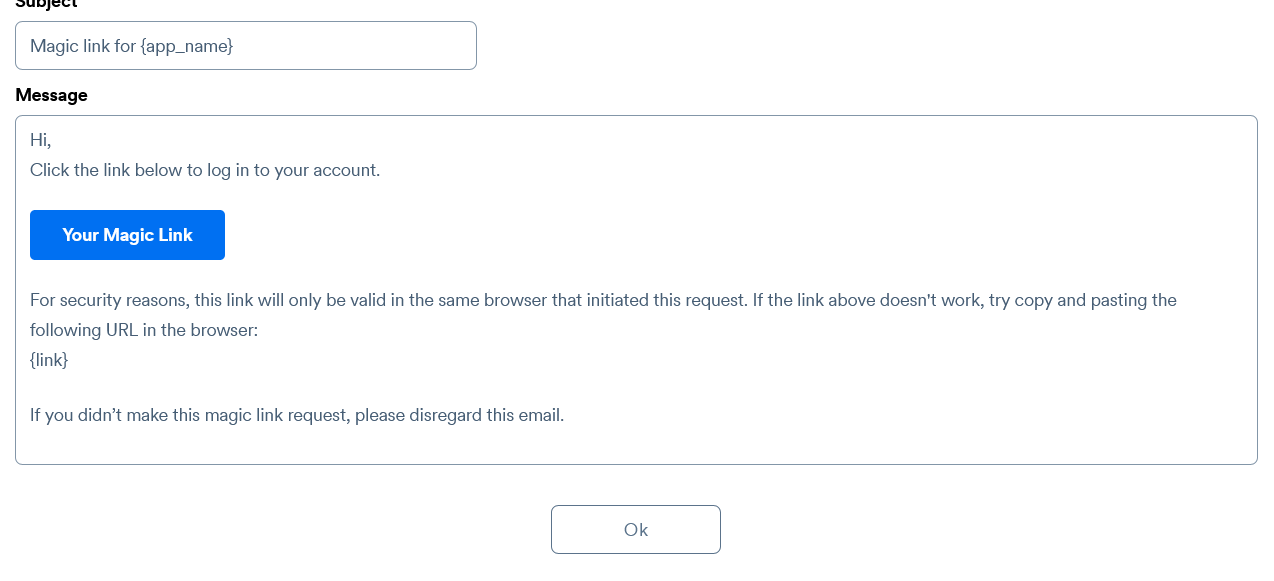 Subject
Magic link for {app_name}
Message
Hi,
Click the link below to log in to your account.
Your Magic Link
For security reasons, this link will only be valid in the same browser that initiated this request. If the link above doesn't work, try copy and pasting the
following URL in the browser:
{link}
If you didn’t make this magic link request, please disregard this email.
Ok